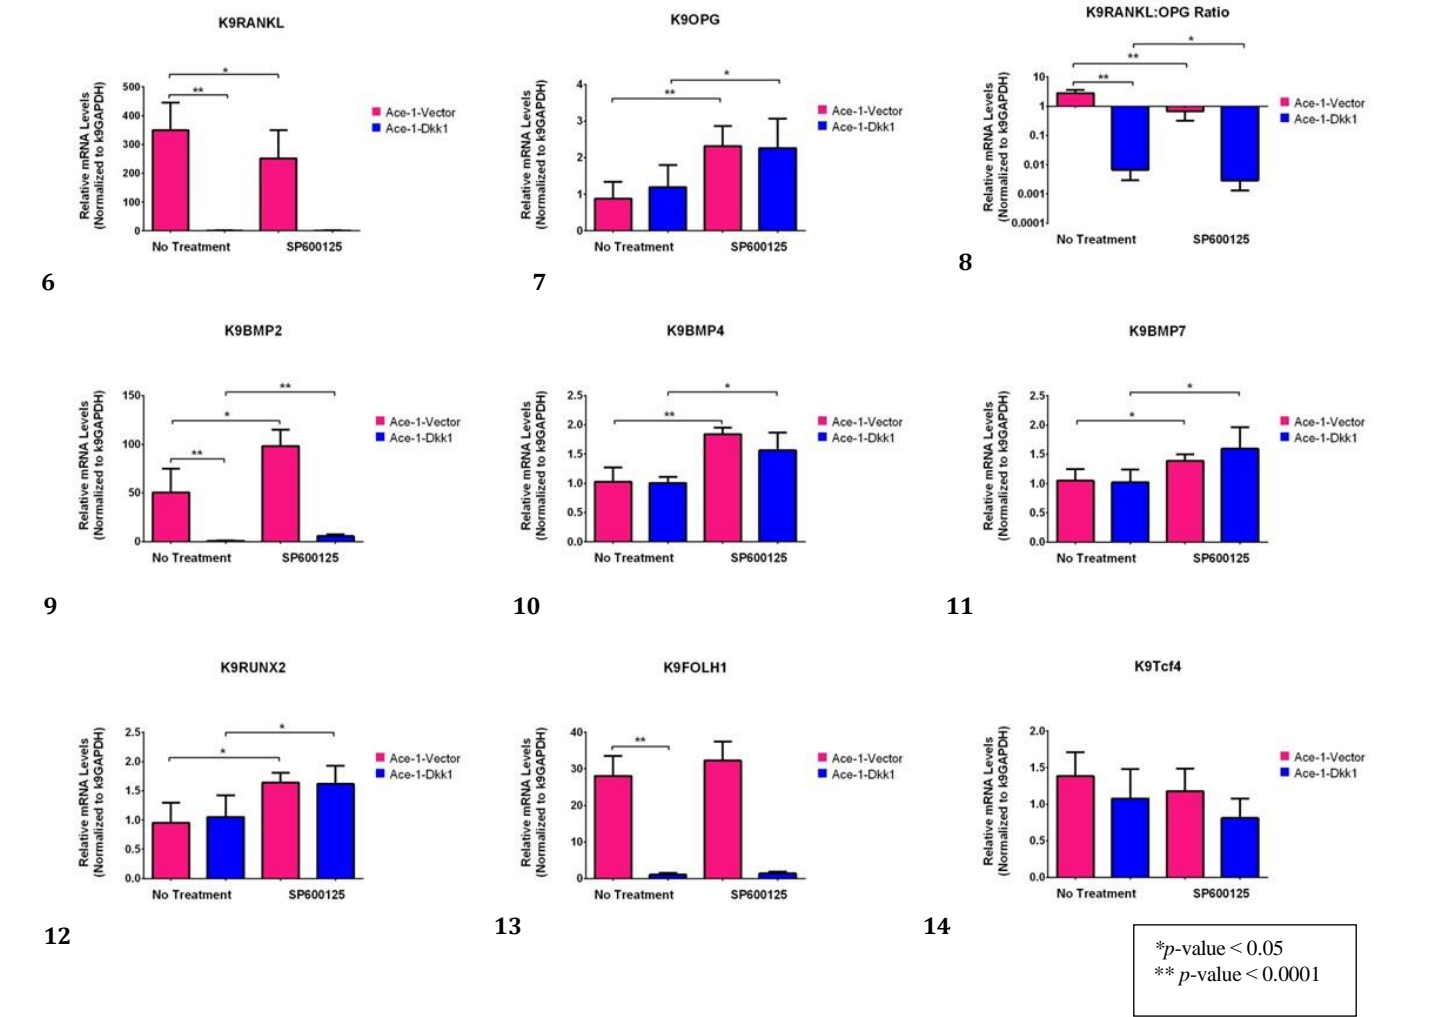 K9RANKL
Relative mRNA Levels
(Normalized to k9GAPDH)
500
400
300
200
100
0
*
**
No Treatment
SP600125
Ace-1-Vector
Ace-1-Dkk1
6
K9OPG
Relative mRNA Levels
(Normalized to k9GAPDH)
4
3
2
1
0
*
**
No Treatment
SP600125
Ace-1-Vector
Ace-1-Dkk1
7
K9RANKL:OPG Ratio
Relative mRNA Levels
(Normalized to k9GAPDH)
10
1
0.1
0.01
0.001
0.0001
*
**
**
No Treatment
SP600125
Ace-1-Vector
Ace-1-Dkk1
8
K9BMP2
Relative mRNA Levels
(Normalized to k9GAPDH)
150
100
50
0
**
*
**
No Treatment
SP600125
Ace-1-Vector
Ace-1-Dkk1
9
K9BMP4
Relative mRNA Levels
(Normalized to k9GAPDH)
2.5
2.0
1.5
1.0
0.5
0.0
*
**
No Treatment
SP600125
Ace-1-Vector
Ace-1-Dkk1
10
K9BMP7
Relative mRNA Levels
(Normalized to k9GAPDH)
2.5
2.0
1.5
1.0
0.5
0.0
*
*
No Treatment
SP600125
Ace-1-Vector
Ace-1-Dkk1
11
K9RUNX2
Relative mRNA Levels
(Normalized to k9GAPDH)
2.5
2.0
1.5
1.0
0.5
0.0
*
*
No Treatment
SP600125
Ace-1-Vector
Ace-1-Dkk1
12
K9FOLH1
Relative mRNA Levels
(Normalized to k9GAPDH)
40
30
20
10
0
**
No Treatment
SP600125
Ace-1-Vector
Ace-1-Dkk1
13
K9Tcf4
Relative mRNA Levels
(Normalized to k9GAPDH)
2.0
1.5
1.0
0.5
0.0
No Treatment
SP600125
Ace-1-Vector
Ace-1-Dkk1
14
*p-value < 0.05
** p-value < 0.0001